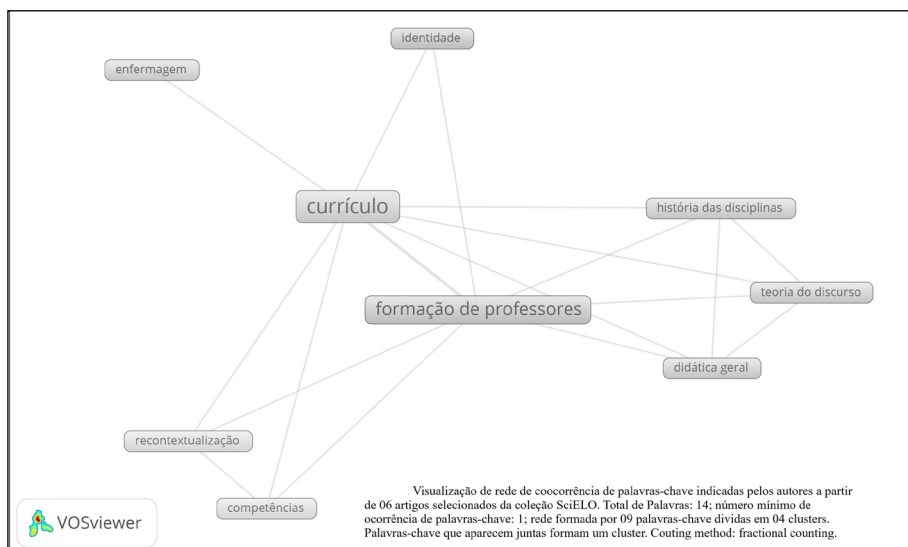 identidade
enfermagem
currículo
história das disciplinas
teoria do discurso
formação de professores
didática geral
recontextualização
competências
VOSviewer
Visualização de rede de coocorrência de palavras-chave indicadas pelos autores a partir
de 06 artigos selecionados da coleção SciELO. Total de Palavras: 14; número mínimo de
ocorrência de palavras-chave: 1; rede formada por 09 palavras-chave dividas em 04 clusters.
Palavras-chave que aparecem juntas formam um cluster. Couting method: fractional counting.